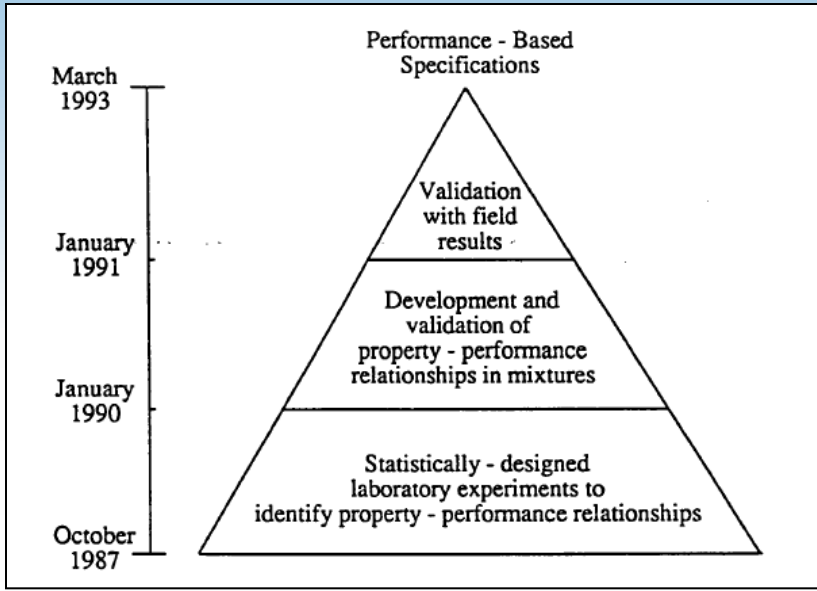 Performance - Based
Specifications
March
1993
Validation
with field
results
January
1991
Development and
validation of
property - performance
relationships in mixtures
January
1990
Statistically - designed
laboratory experiments to
identify property - performance relationships
October
1987